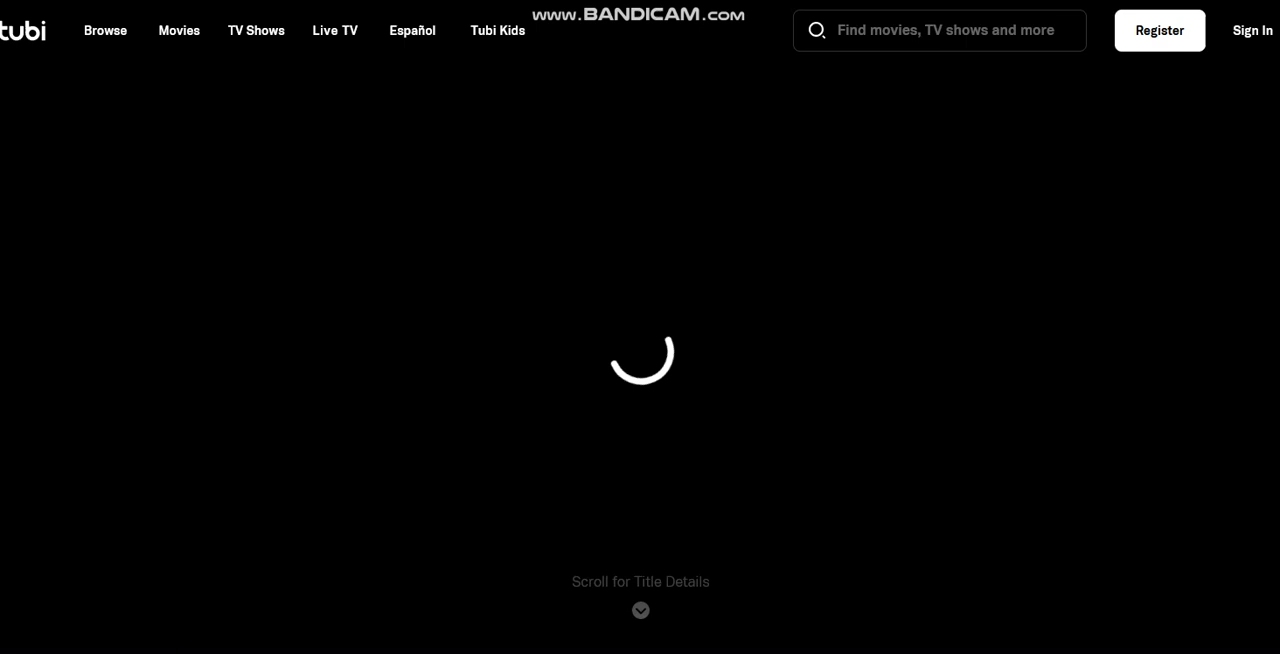 www.BANDICAM.com
tubi Browse Movies TV Shows Live TV Español Tubi Kids Find movies, TV shows and more Register Sign In
Scroll for Title Details